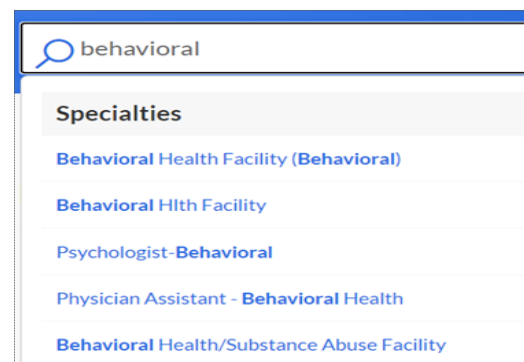 behavioral
Specialties
Behavioral Health Facility (Behavioral)
Behavioral Hlth Facility
Psychologist-Behavioral
Physician Assistant - Behavioral Health
Behavioral Health/Substance Abuse Facility